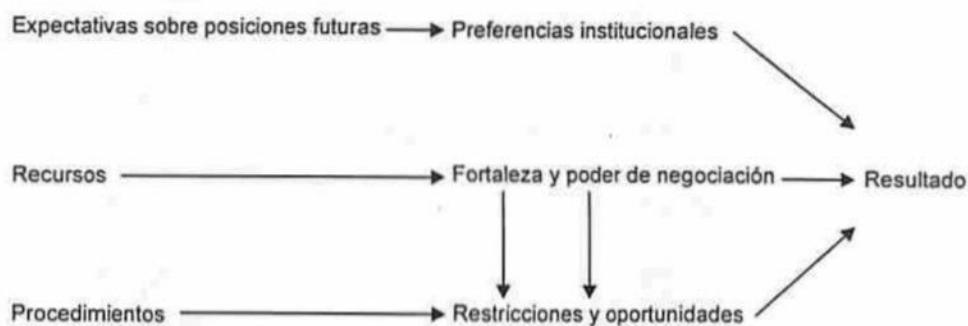 Expectativas sobre posiciones futuras Preferencias institucionales
Recursos Fortaleza y poder de negociación Resultado
Procedimientos Restricciones y oportunidades